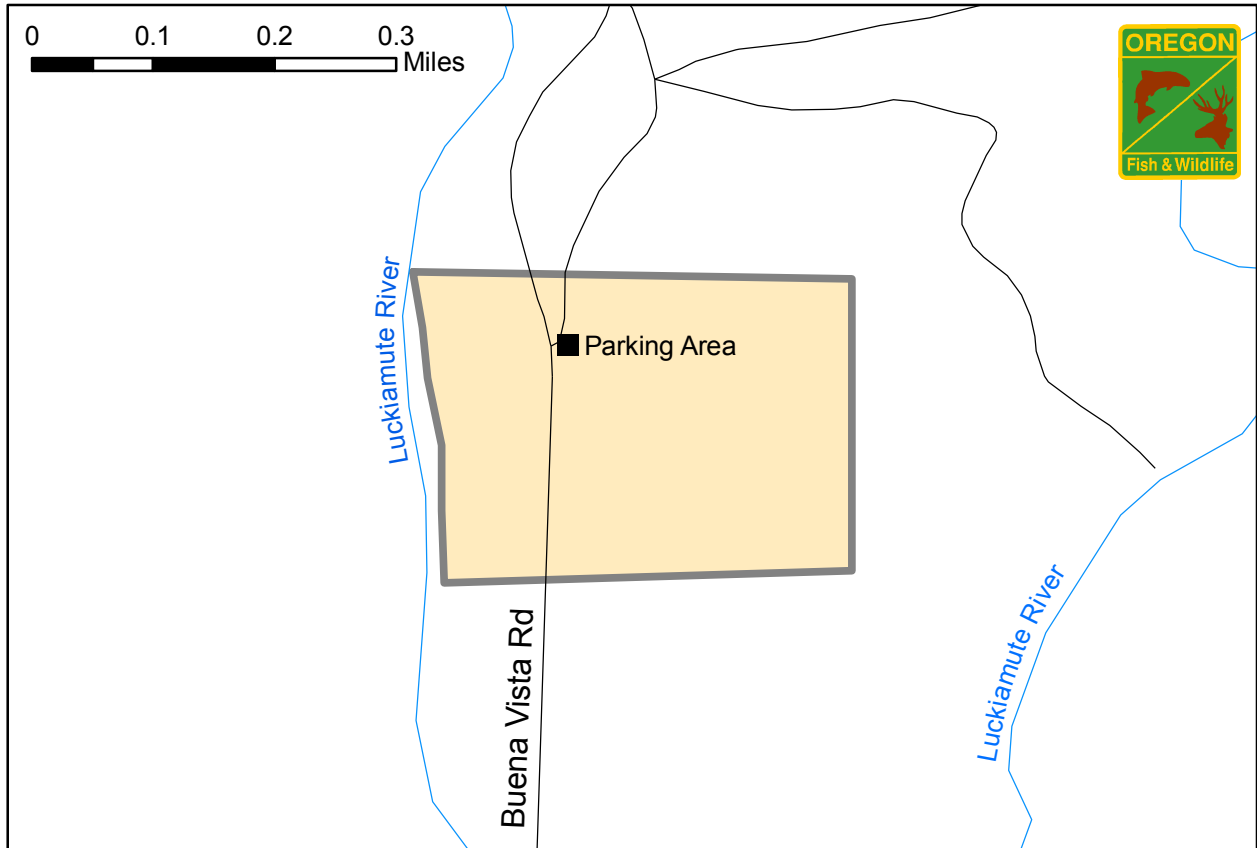 0 0.1 0.2 0.3
Miles
OREGON
Fish & Wildlife
Luckiamute River
Parking Area
Buena Vista Rd
Luckiamute River